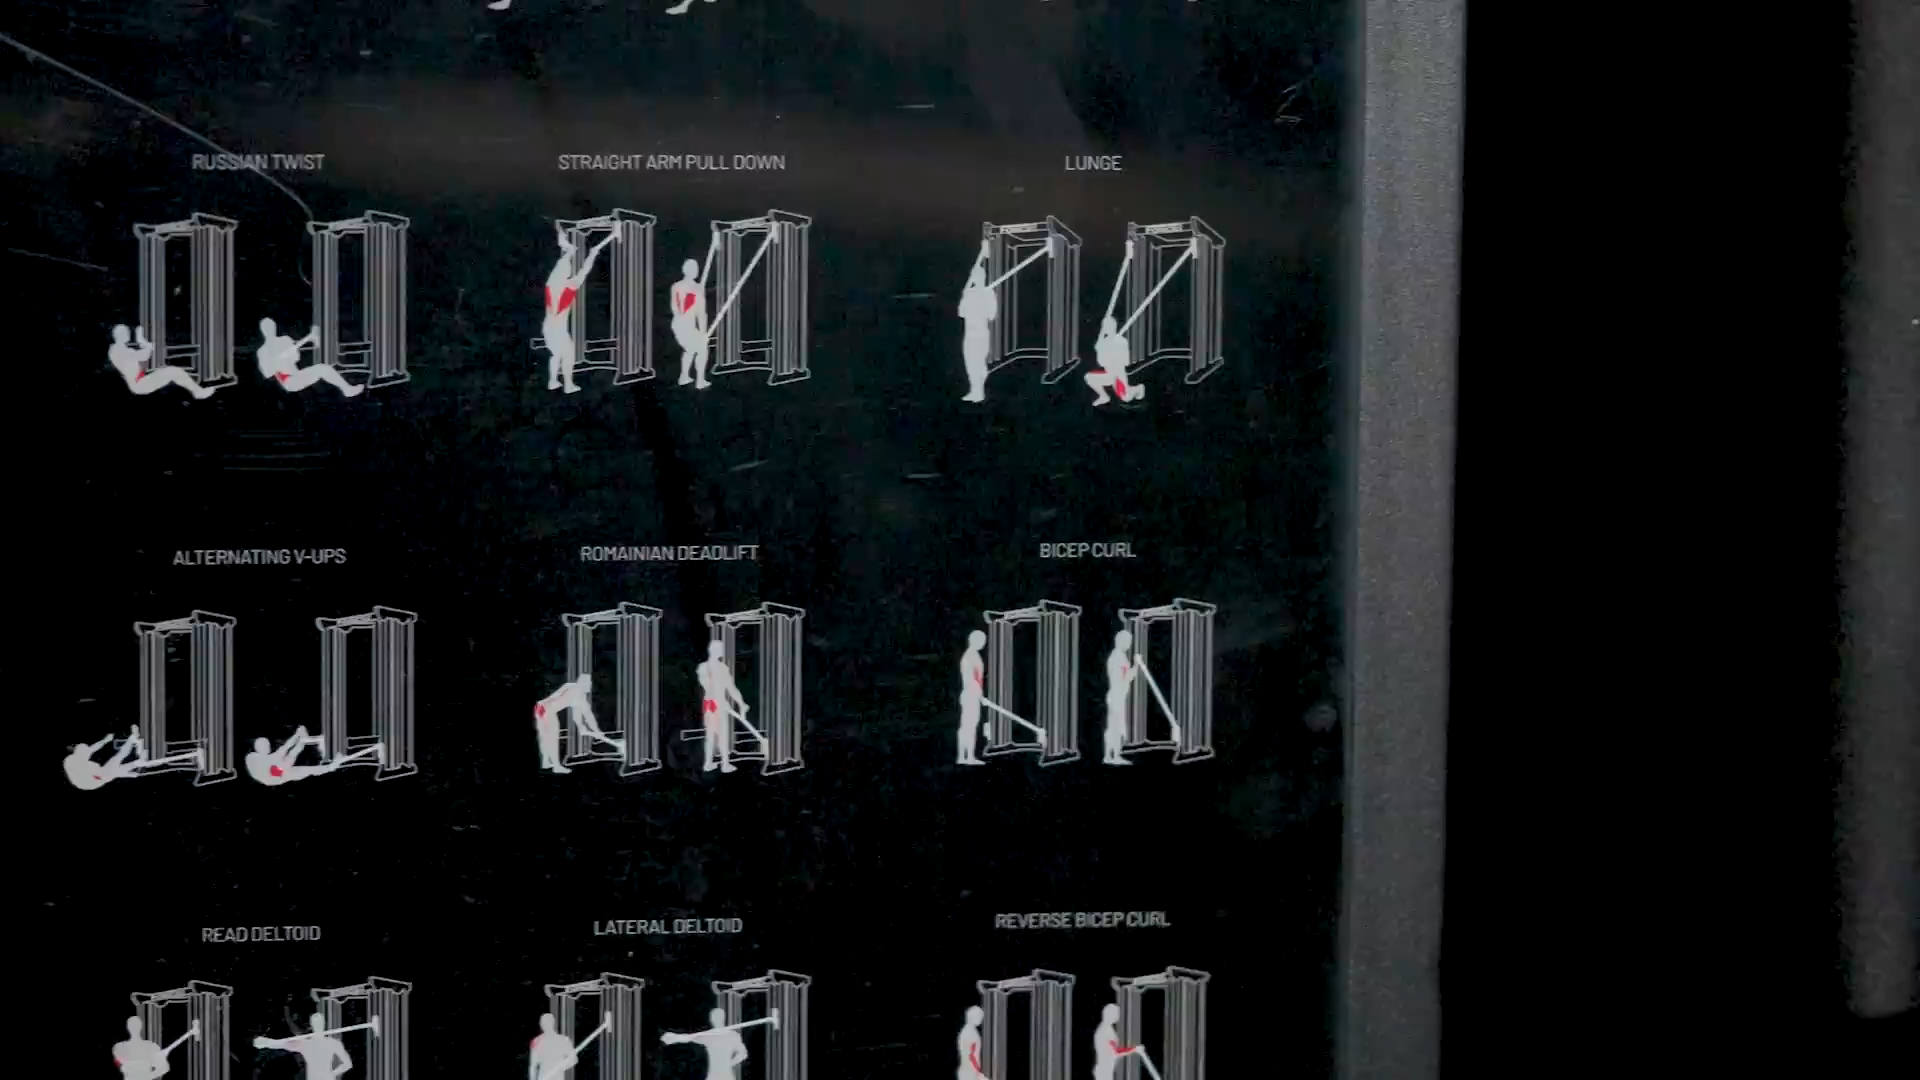 RUSSIAN TWIST
STRAIGHT ARM PULL DOWN
LUNGE
ALTERNATING V-UPS
ROMAINIAN DEADLIFT
BICEP CURL
READ DELTOID
LATERAL DELTOID
REVERSE BICEP CURL